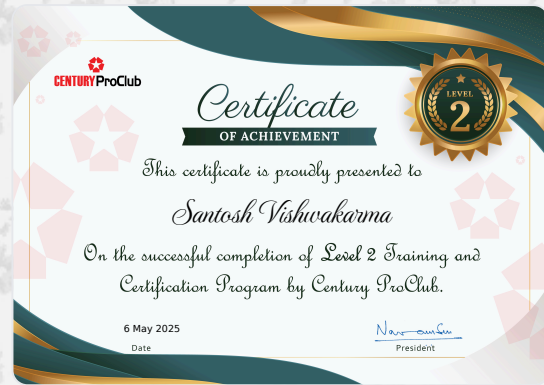 CENTURY ProClub
Certificate
OF ACHIEVEMENT
LEVEL
2
This certificate is proudly presented to
Santosh Vishwakarma
On the successful completion of Level 2 Training and
Certification Program by Century ProClub.
6 May 2025
Date
President